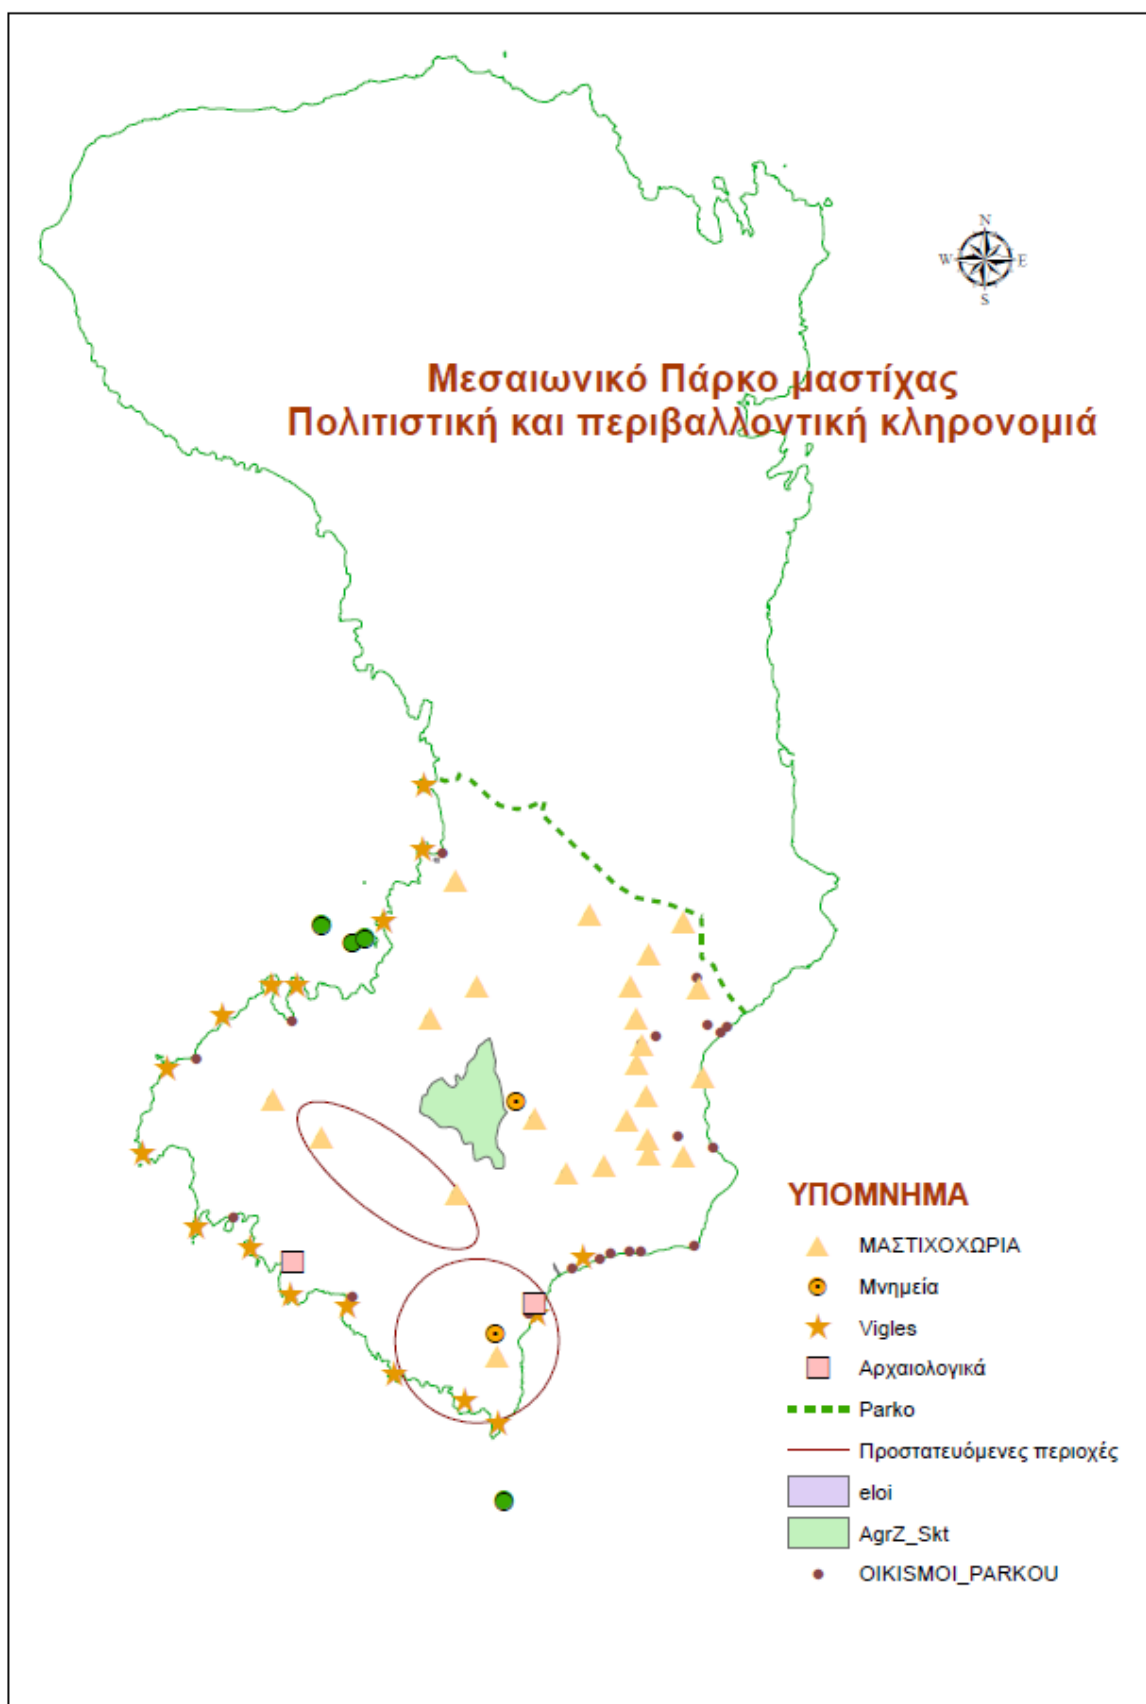 N
W E
S
Μεσαιωνικό Πάρκο μαστίχας
Πολιτιστική και περιβαλλοντική κληρονομιά
ΥΠΟΜΝΗΜΑ
ΜΑΣΤΙΧΟΧΩΡΙΑ
Μνημεία
Vigles
Αρχαιολογικά
Parko
Προστατευόμενες περιοχές
eloi
AgrZ_Skt
OIKISMOI_PARKOU